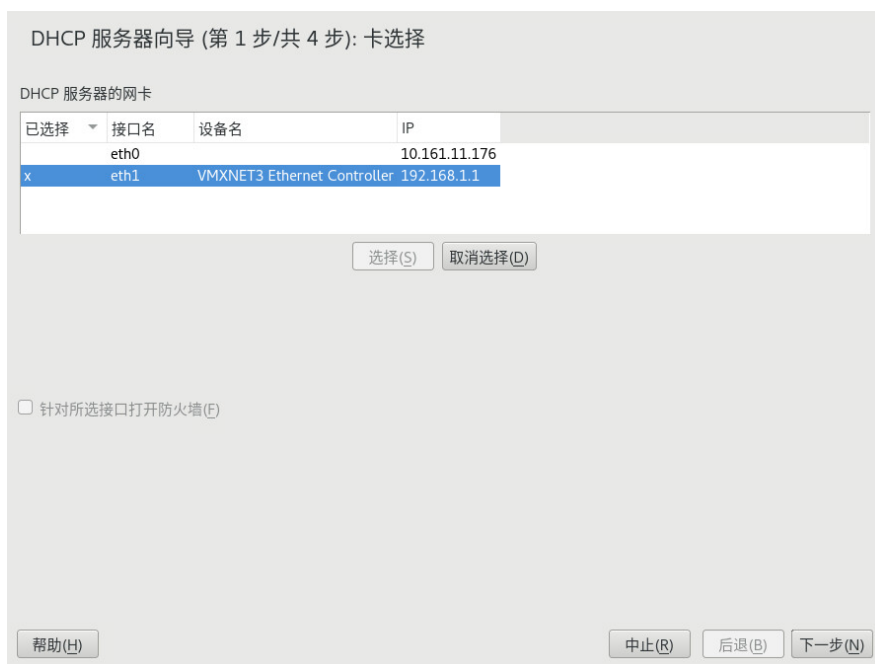 DHCP 服务器向导 (第 1 步/共 4 步): 卡选择
DHCP 服务器的网卡
已选择 接口名 设备名 IP
eth0 10.161.11.176
x eth1 VMXNET3 Ethernet Controller 192.168.1.1
选择(S) 取消选择(D)
针对所选接口打开防火墙(F)
帮助(H) 中止(R) 后退(B) 下一步(N)